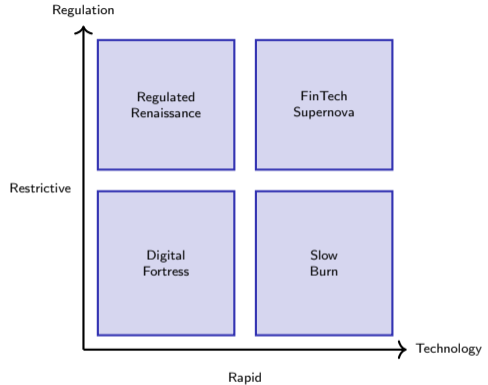 Regulation
Regulated
Renaissance
FinTech
Supernova
Restrictive
Digital
Fortress
Slow
Burn
Technology
Rapid